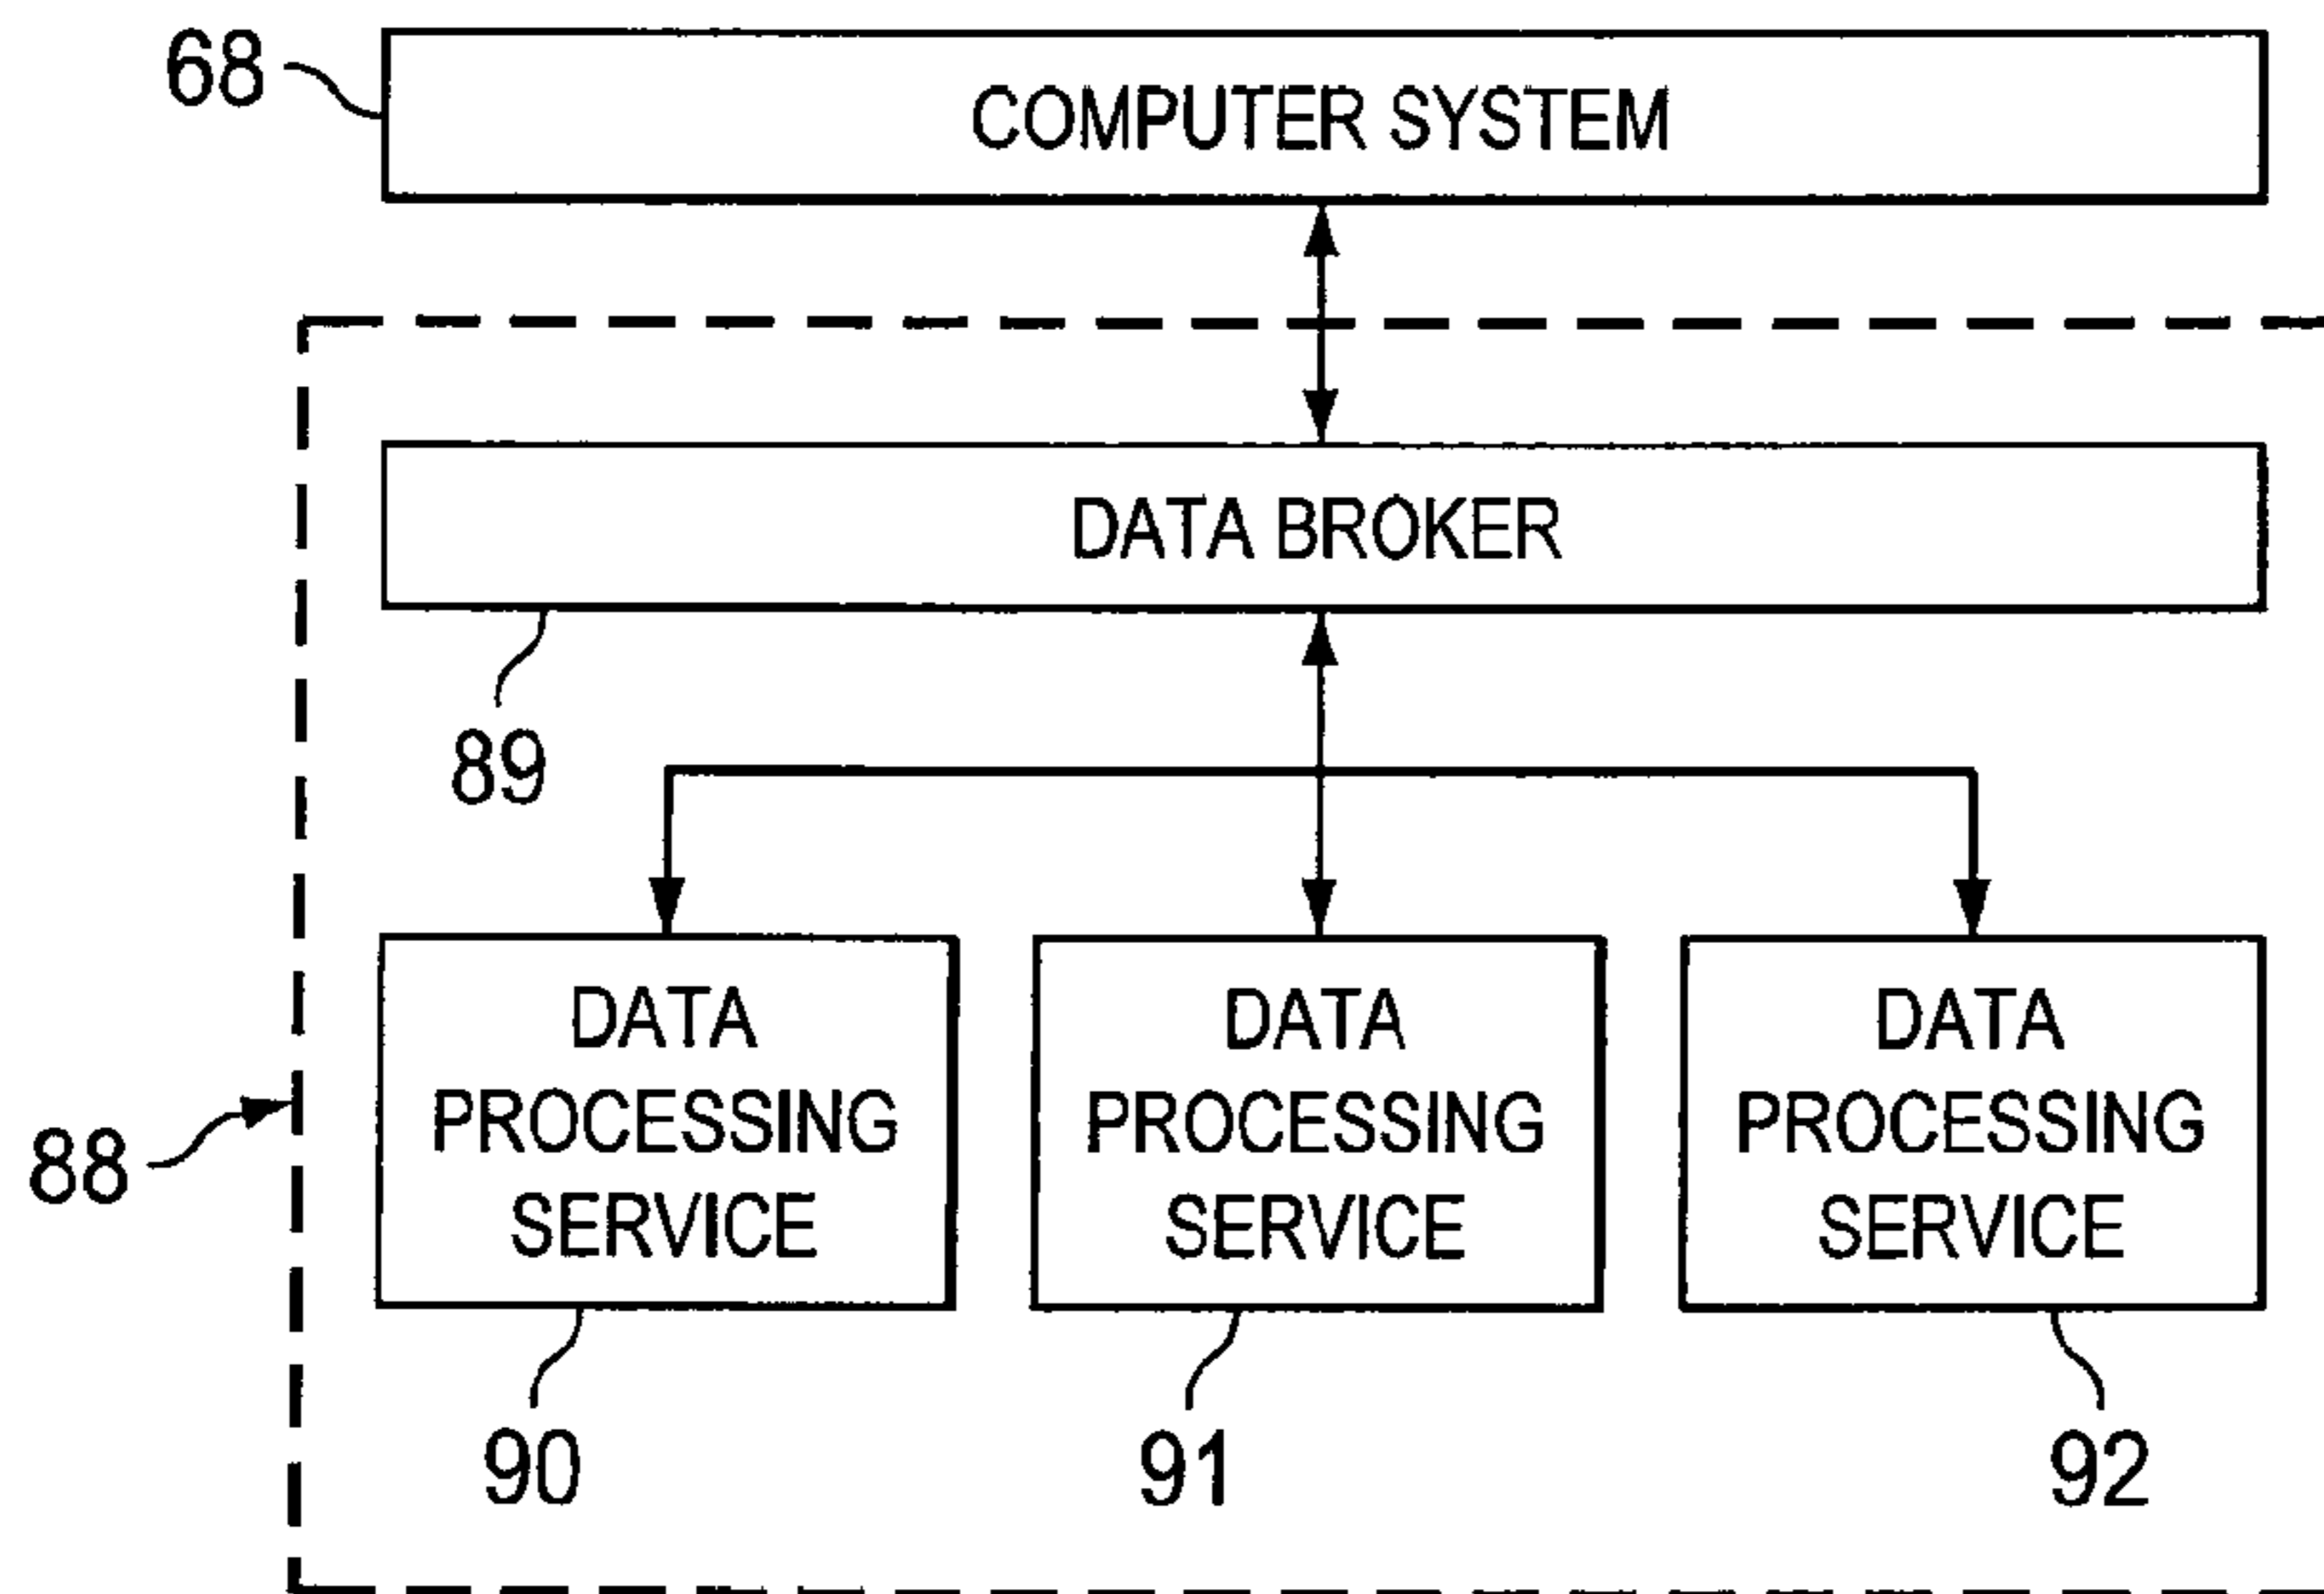 68
COMPUTER SYSTEM
DATA BROKER
89
DATA
PROCESSING
SERVICE
DATA
PROCESSING
SERVICE
DATA
PROCESSING
SERVICE
88
90
91
92